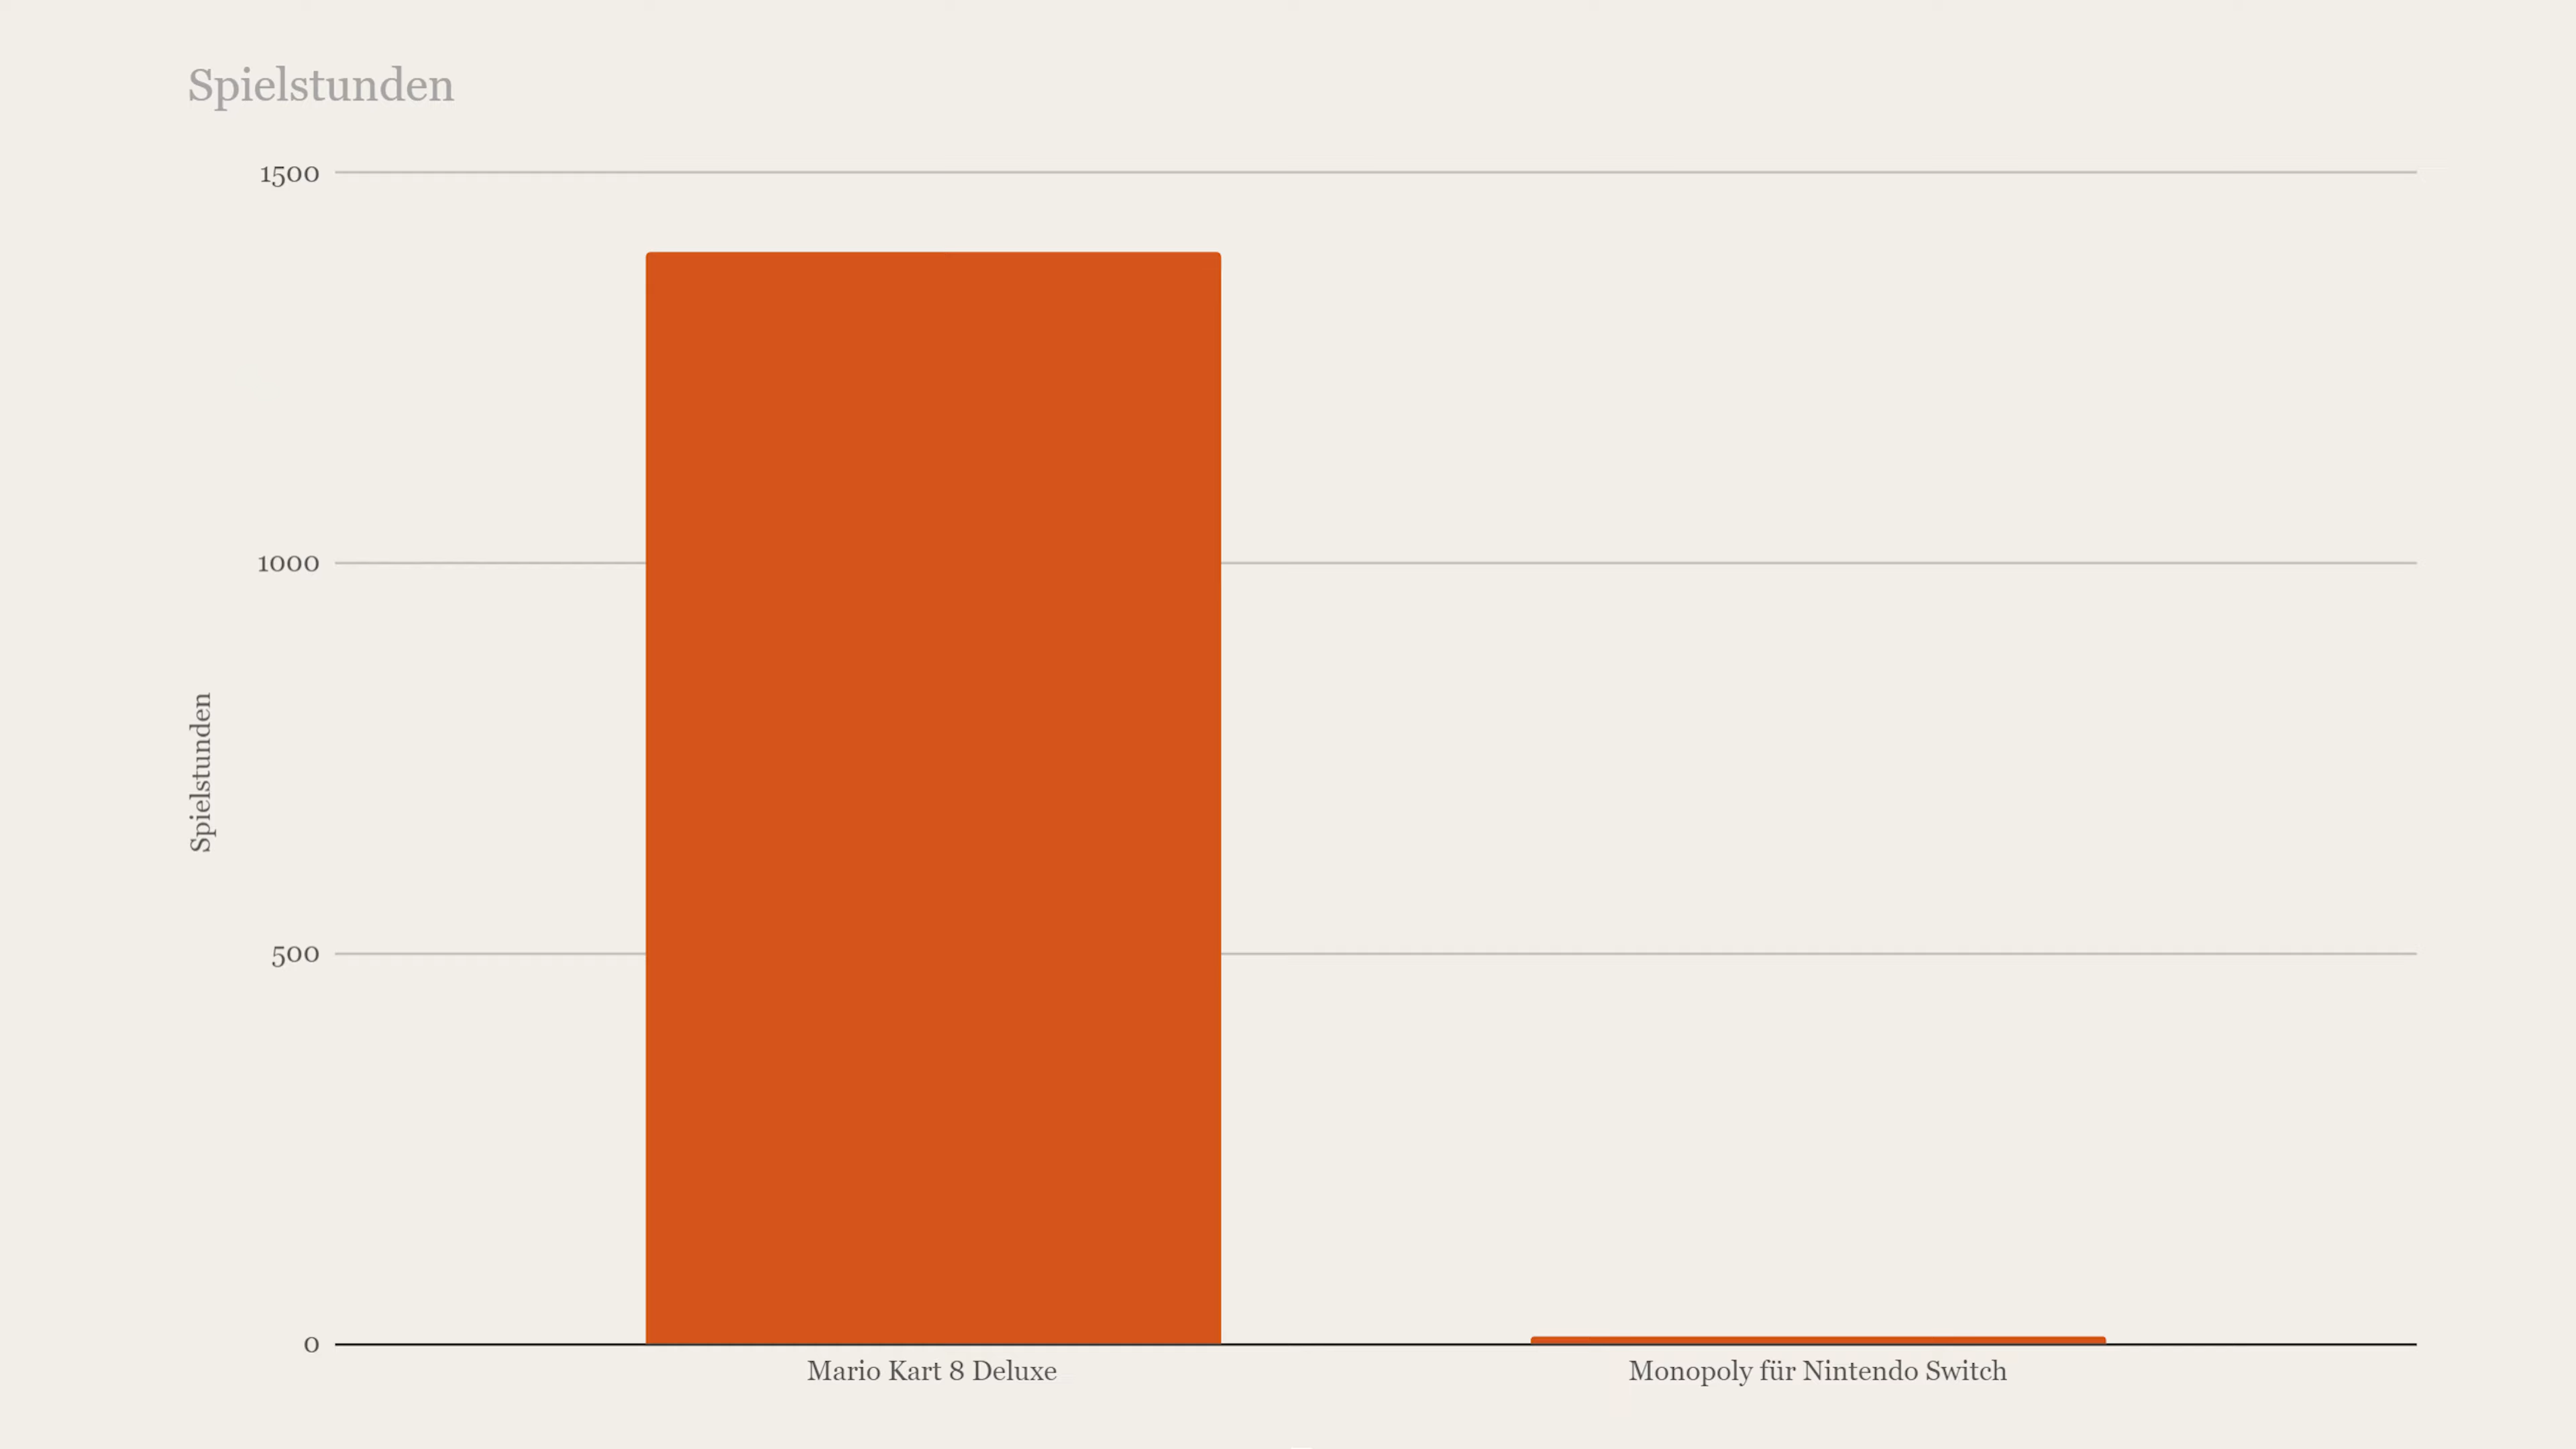 Spielstunden
1500
1000
500
0
Spielstunden
Mario Kart 8 Deluxe
Monopoly für Nintendo Switch